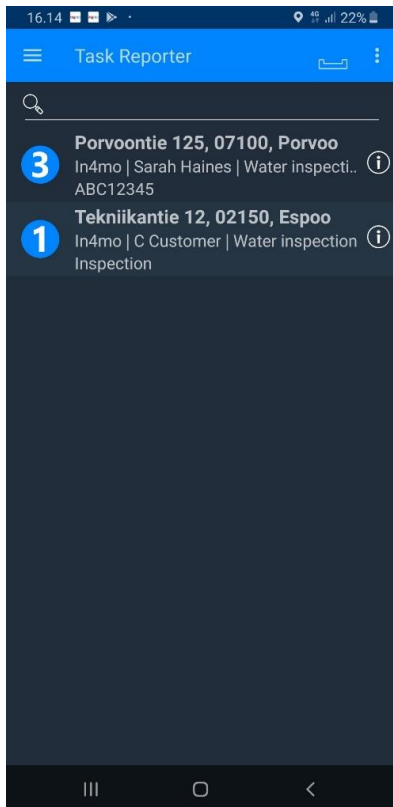 16.14 4G 22%
Task Reporter
3 Porvoontie 125, 07100, Porvoo
In4mo | Sarah Haines | Water inspecti..
ABC12345
1 Tekniikantie 12, 02150, Espoo
In4mo | C Customer | Water inspection
Inspection